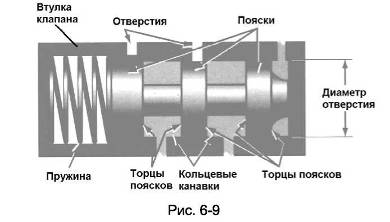 Втулка
клапана
Отверстия
Пояски
Диаметр
отверстия
Пружина
Торцы
поясков
Кольцевые
канавки
Торцы
поясков
Рис. 6-9